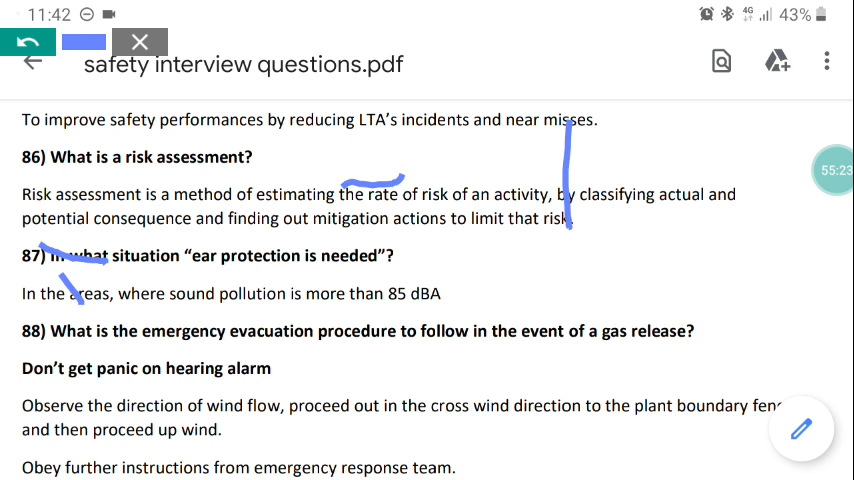 11:42
4G 43%
safety interview questions.pdf
To improve safety performances by reducing LTA's incidents and near misses.
86) What is a risk assessment?
55:23
Risk assessment is a method of estimating the rate of risk of an activity, by classifying actual and
potential consequence and finding out mitigation actions to limit that risk.
87) In what situation “ear protection is needed”?
In the areas, where sound pollution is more than 85 dBA
88) What is the emergency evacuation procedure to follow in the event of a gas release?
Don't get panic on hearing alarm
Observe the direction of wind flow, proceed out in the cross wind direction to the plant boundary
and then proceed up wind.
Obey further instructions from emergency response team.